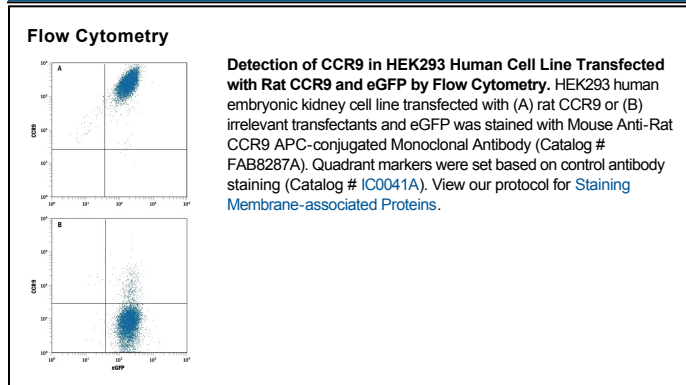 Flow Cytometry
A
CCR9
B
CCR9
eGFP
Detection of CCR9 in HEK293 Human Cell Line Transfected
with Rat CCR9 and eGFP by Flow Cytometry. HEK293 human
embryonic kidney cell line transfected with (A) rat CCR9 or (B)
irrelevant transfectants and eGFP was stained with Mouse Anti-Rat
CCR9 APC-conjugated Monoclonal Antibody (Catalog #
FAB8287A). Quadrant markers were set based on control antibody
staining (Catalog # IC0041A). View our protocol for Staining
Membrane-associated Proteins.